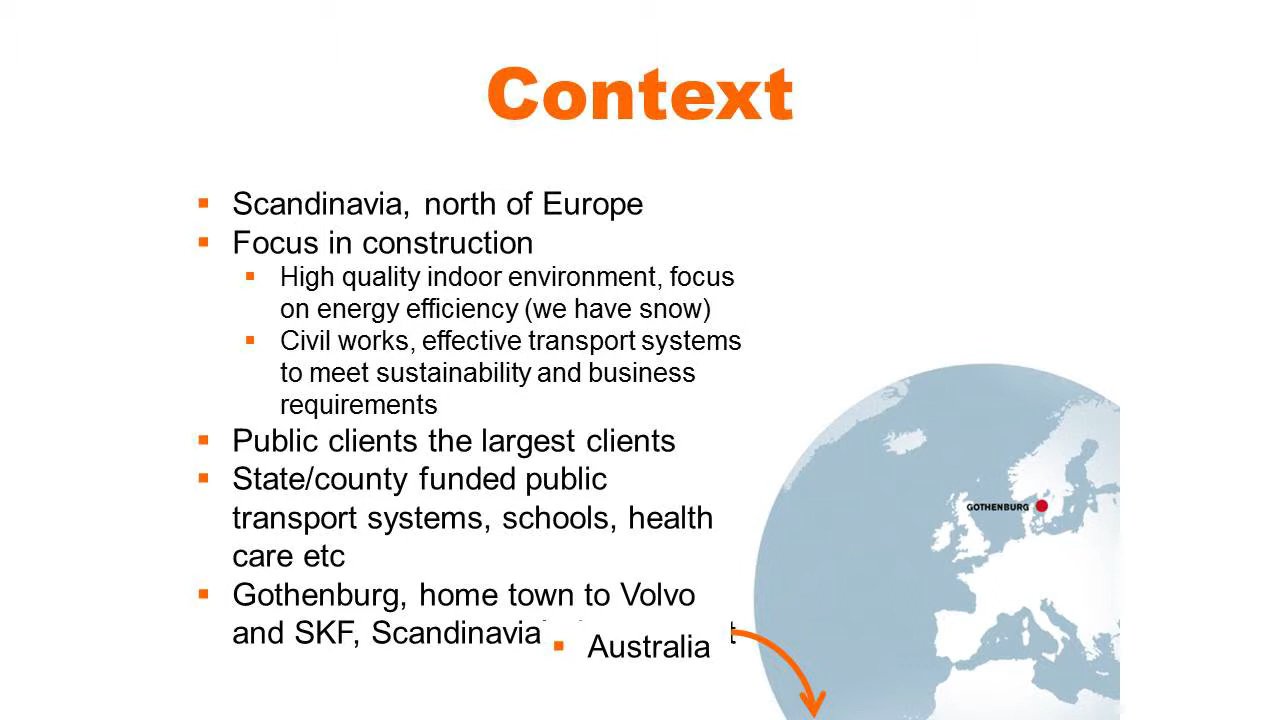 Context
Scandinavia, north of Europe
Focus in construction
High quality indoor environment, focus
on energy efficiency (we have snow)
Civil works, effective transport systems
to meet sustainability and business
requirements
Public clients the largest clients
State/county funded public
transport systems, schools, health
care etc
Gothenburg, home town to Volvo
and SKF, Scandinavia
Australia
GOTHENBURG